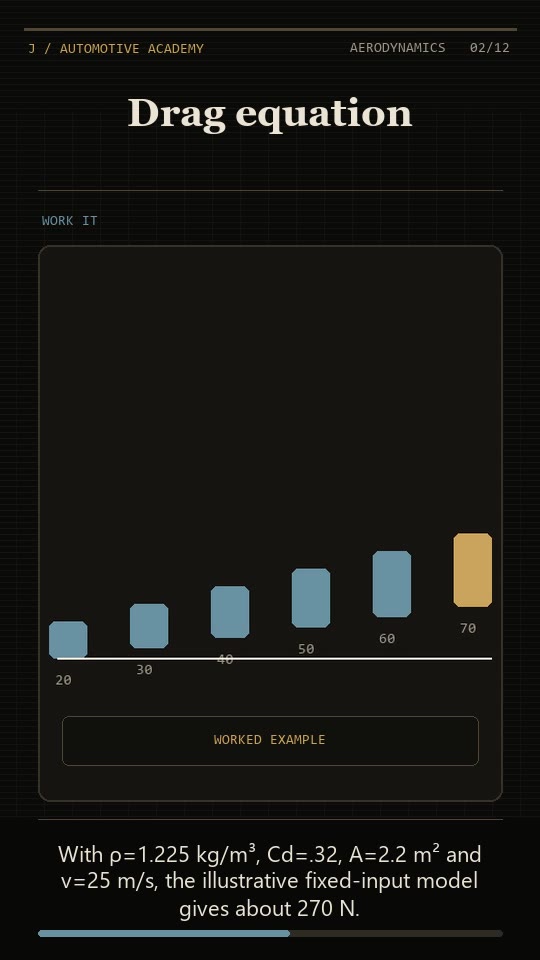 J / AUTOMOTIVE ACADEMY
AERODYNAMICS 02/12
Drag equation
WORK IT
70
60
50
40
30
20
WORKED EXAMPLE
With ρ=1.225 kg/m³, Cd=.32, A=2.2 m² and
v=25 m/s, the illustrative fixed-input model
gives about 270 N.